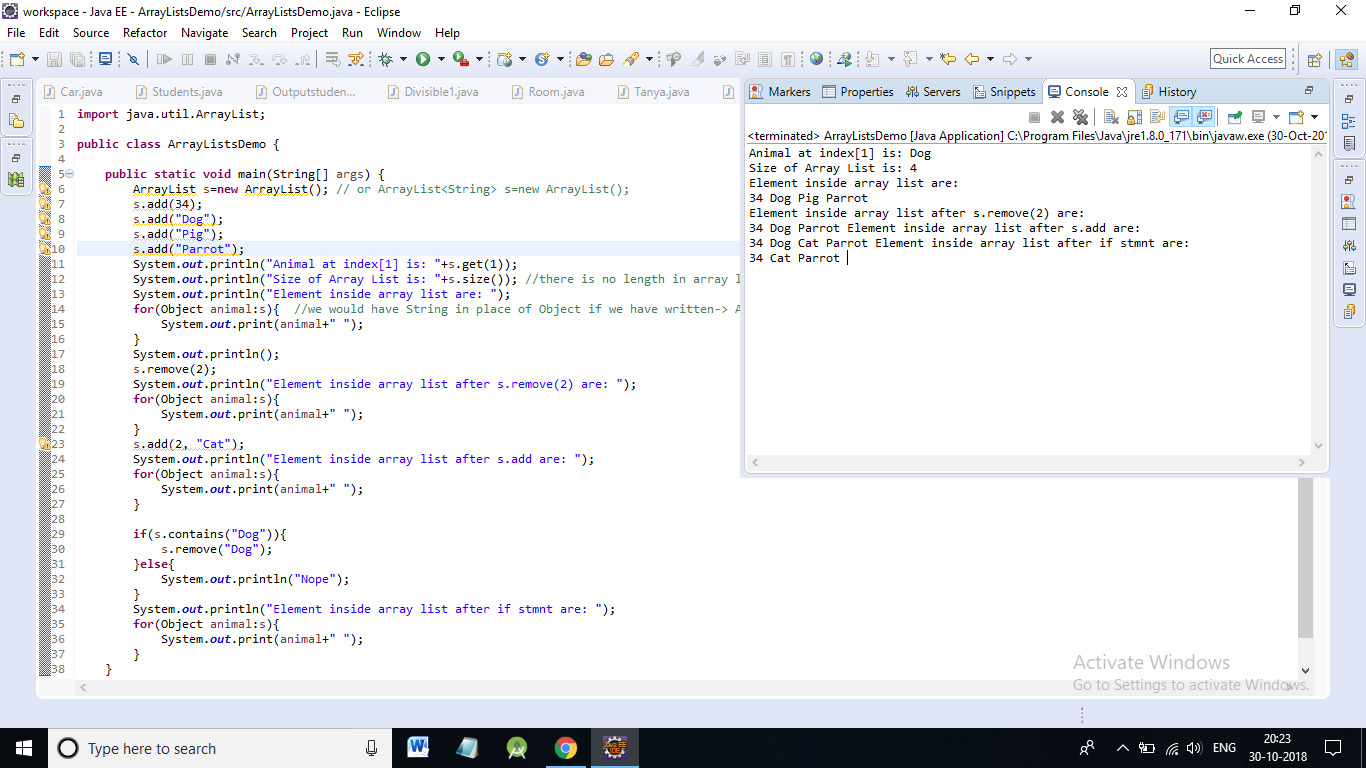 workspace - Java EE - ArrayListsDemo/src/ArrayListsDemo.java - Eclipse
File Edit Source Refactor Navigate Search Project Run Window Help
Quick Access
Car.java Students.java Outputstuden... Divisible1.java Room.java Tanya.java
1 import java.util.ArrayList;
2
3 public class ArrayListsDemo {
4
5 public static void main(String[] args) {
6 ArrayList s=new ArrayList(); // or ArrayList<String> s=new ArrayList();
7 s.add(34);
8 s.add("Dog");
9 s.add("Pig");
10 s.add("Parrot");
11 System.out.println("Animal at index[1] is: "+s.get(1));
12 System.out.println("Size of Array List is: "+s.size()); //there is no length in array l
13 System.out.println("Element inside array list are: ");
14 for(Object animal:s){ //we would have String in place of Object if we have written-> A
15 System.out.print(animal+" ");
16 }
17 System.out.println();
18 s.remove(2);
19 System.out.println("Element inside array list after s.remove(2) are: ");
20 for(Object animal:s){
21 System.out.print(animal+" ");
22 }
23 s.add(2, "Cat");
24 System.out.println("Element inside array list after s.add are: ");
25 for(Object animal:s){
26 System.out.print(animal+" ");
27 }
28
29 if(s.contains("Dog")){
30 s.remove("Dog");
31 }else{
32 System.out.println("Nope");
33 }
34 System.out.println("Element inside array list after if stmnt are: ");
35 for(Object animal:s){
36 System.out.print(animal+" ");
37 }
38 }
Markers Properties Servers Snippets Console History
<terminated> ArrayListsDemo [Java Application] C:\Program Files\Java\jre1.8.0_171\bin\javaw.exe (30-Oct-201
Animal at index[1] is: Dog
Size of Array List is: 4
Element inside array list are:
34 Dog Pig Parrot
Element inside array list after s.remove(2) are:
34 Dog Parrot Element inside array list after s.add are:
34 Dog Cat Parrot Element inside array list after if stmnt are:
34 Cat Parrot
Activate Windows
Go to Settings to activate Windows.
Type here to search
ENG
20:23
30-10-2018